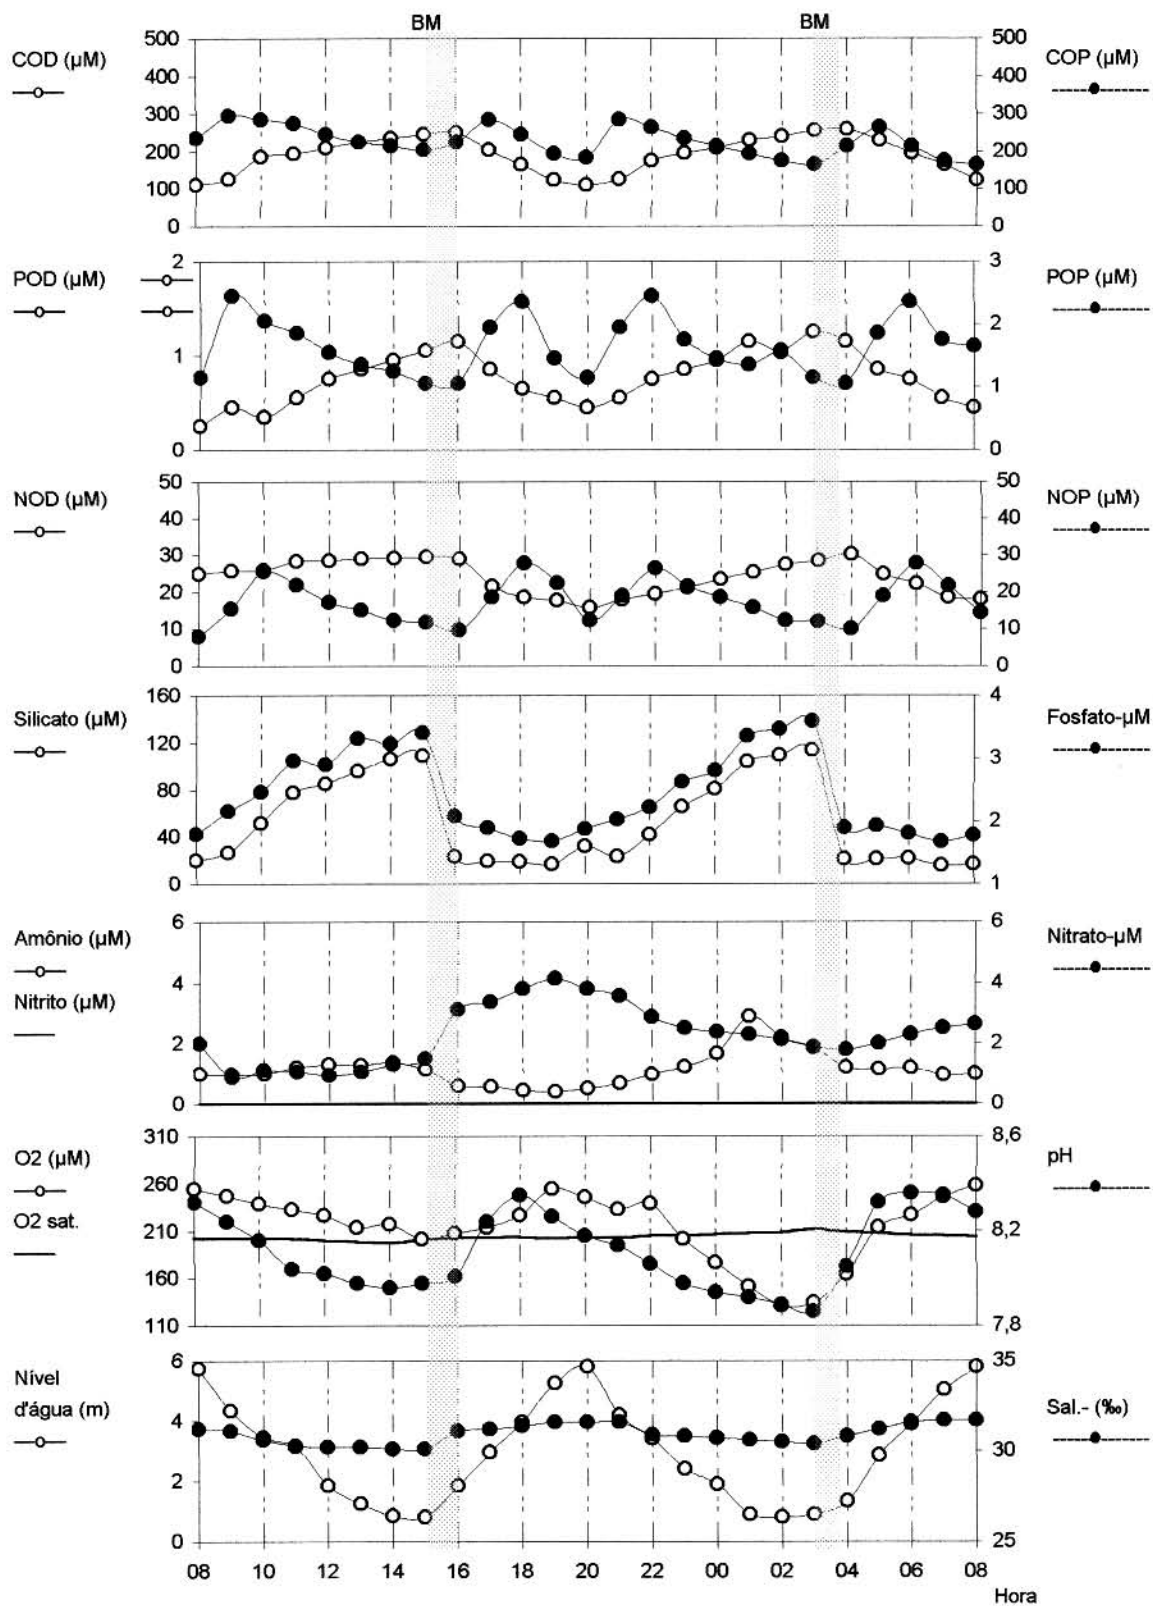 BM BM
COD (µM) 500 500 COP (µM)
400 400
300 300
200 200
100 100
0 0
POD (µM) 2 3 POP (µM)
2
1 1
0 0
NOD (µM) 50 50 NOP (µM)
40 40
30 30
20 20
10 10
0 0
Silicato (µM) 160 4 Fosfato-µM
120 3
80
40 2
0 1
Amônio (µM) 6 6 Nitrato-µM
Nitrito (µM) 4 4
2 2
0 0
O2 (µM) 310 8,6 pH
O2 sat. 260
210 8,2
160
110 7,8
Nível 6 35
d'água (m) 4 Sal.- (‰)
30
2
0 25
08 10 12 14 16 18 20 22 00 02 04 06 08
Hora